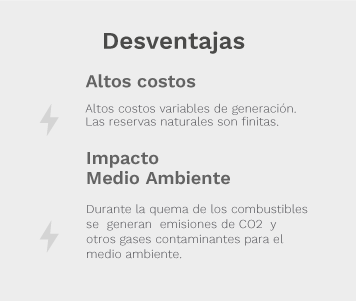 Desventajas
Altos costos
Altos costos variables de generación.
Las reservas naturales son finitas.
Impacto
Medio Ambiente
Durante la quema de los combustibles
se generan emisiones de CO2 y
otros gases contaminantes para el
medio ambiente.